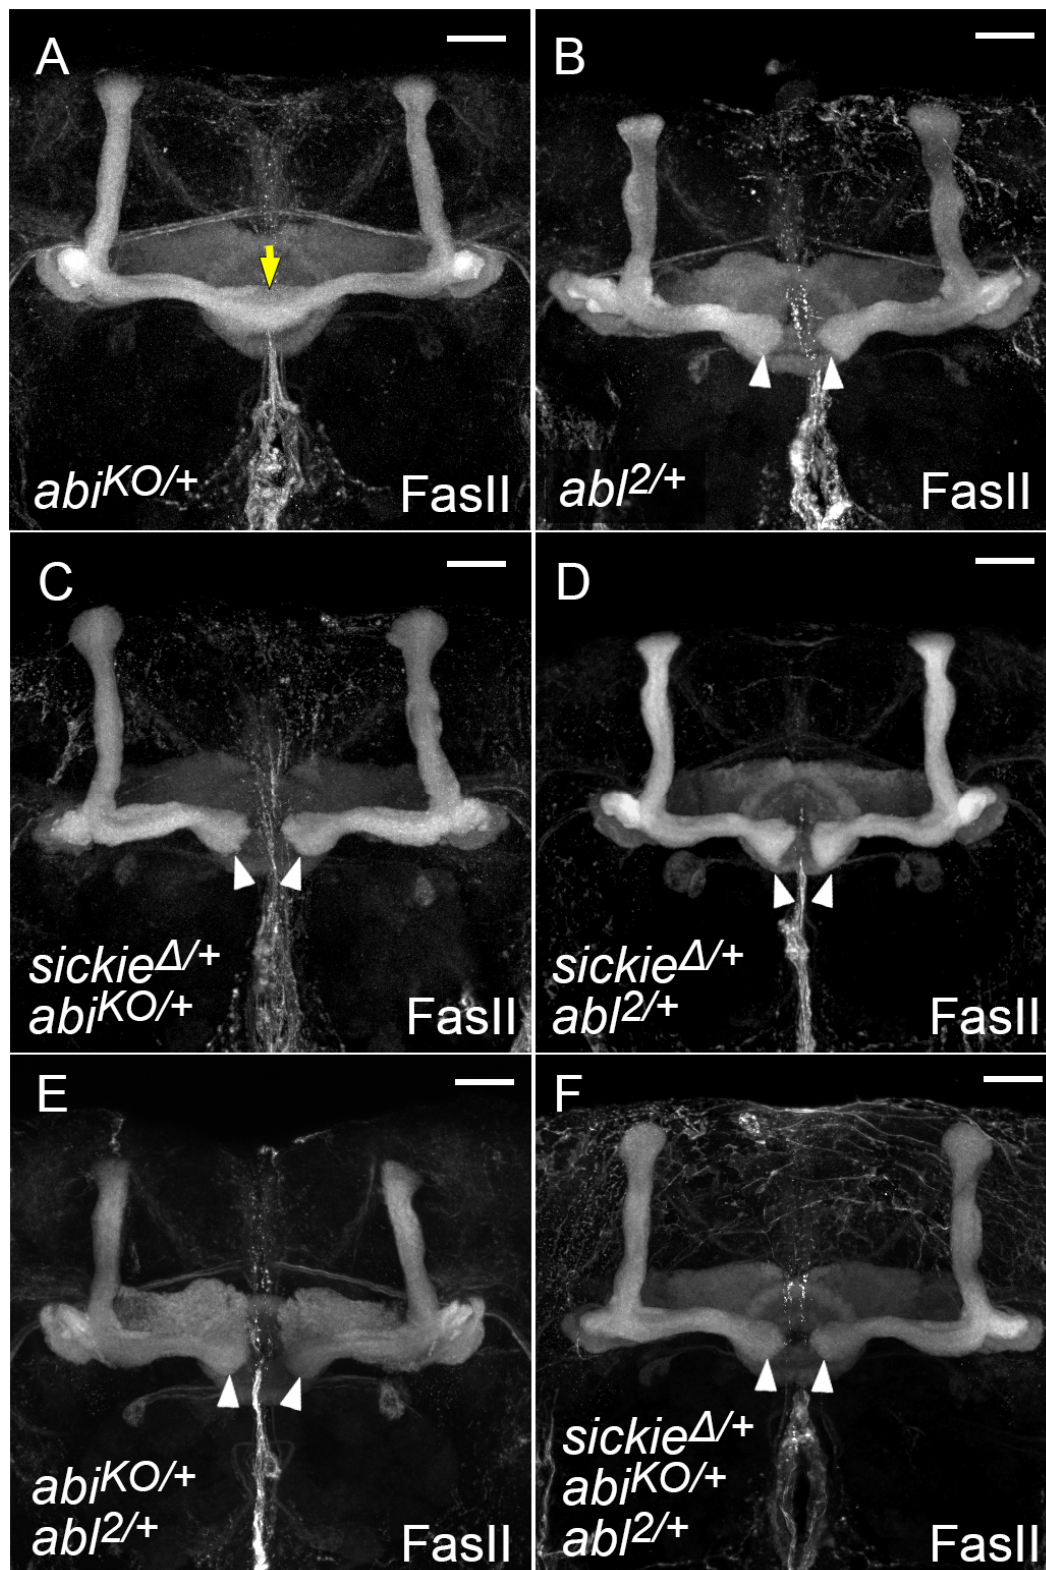 A
abiKO/+
FasII
B
abl2/+
FasII
C
sickieΔ/+
abiKO/+
FasII
D
sickieΔ/+
abl2/+
FasII
E
abiKO/+
abl2/+
FasII
F
sickieΔ/+
abiKO/+
abl2/+
FasII